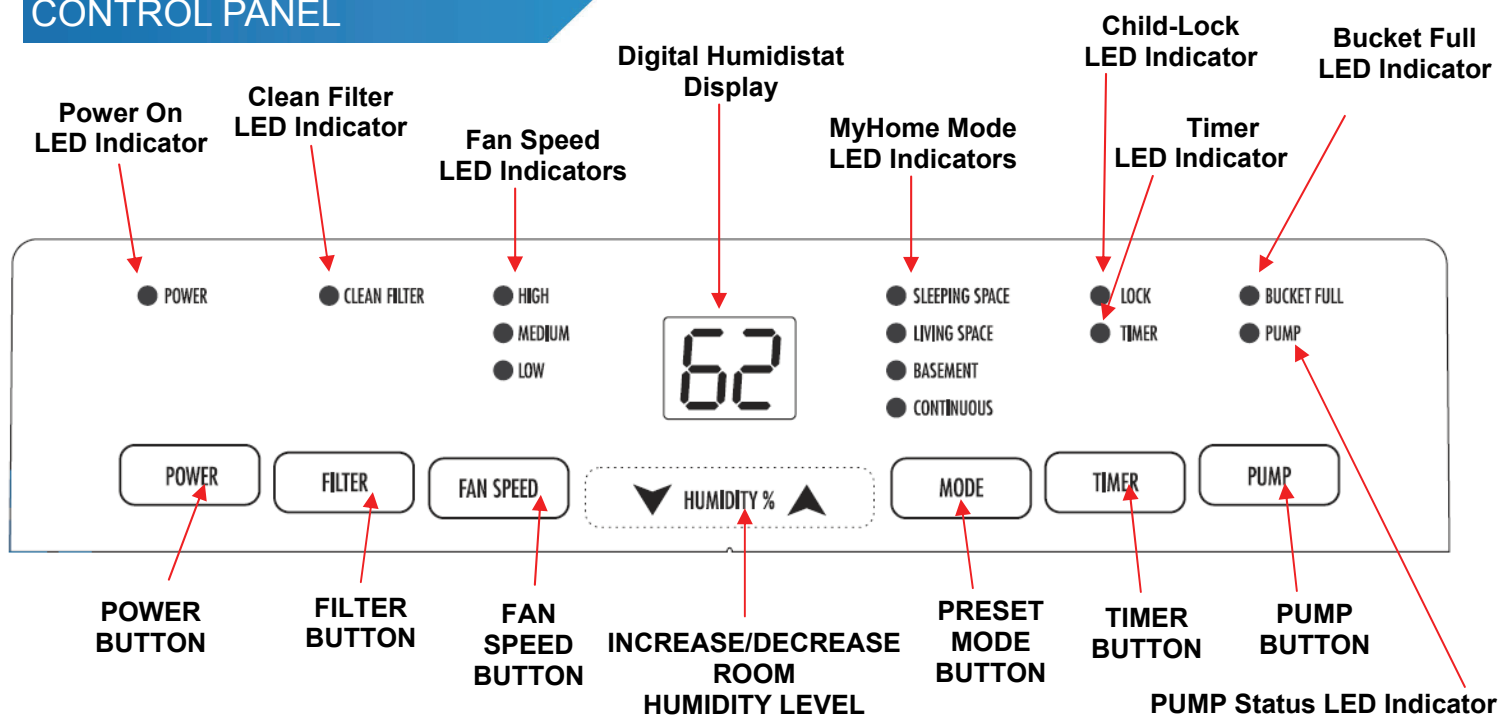 CONTROL PANEL
Child-Lock
LED Indicator
Bucket Full
LED Indicator
Digital Humidistat
Display
Power On
LED Indicator
Clean Filter
LED Indicator
Fan Speed
LED Indicators
MyHome Mode
LED Indicators
Timer
LED Indicator
POWER
CLEAN FILTER
HIGH
MEDIUM
LOW
62
SLEEPING SPACE
LIVING SPACE
BASEMENT
CONTINUOUS
LOCK
TIMER
BUCKET FULL
PUMP
POWER
FILTER
FAN SPEED
HUMIDITY %
MODE
TIMER
PUMP
POWER
BUTTON
FILTER
BUTTON
FAN
SPEED
BUTTON
INCREASE/DECREASE
ROOM
HUMIDITY LEVEL
PRESET
MODE
BUTTON
TIMER
BUTTON
PUMP
BUTTON
PUMP Status LED Indicator